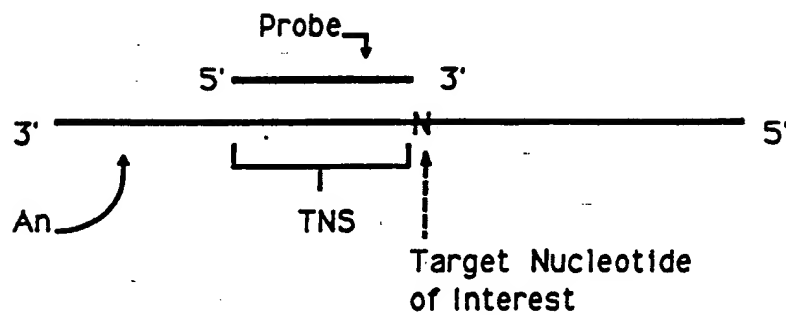 Probe
5' 3'
3' N 5'
An TNS
Target Nucleotide
of Interest